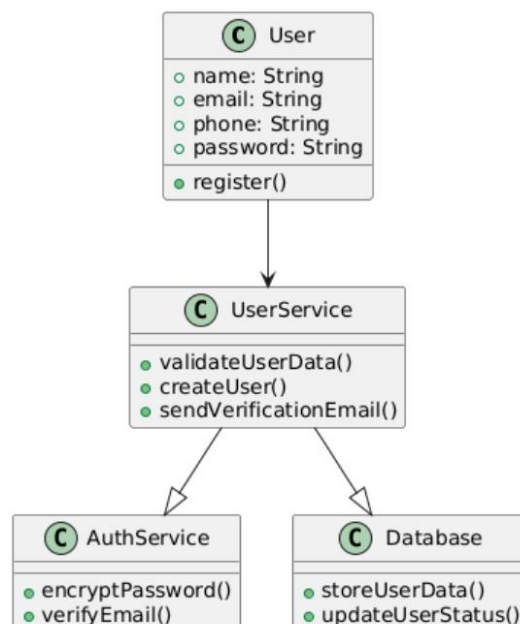 C User
name: String
email: String
phone: String
password: String
register()
C UserService
validateUserData()
createUser()
sendVerificationEmail()
C AuthService
encryptPassword()
verifyEmail()
C Database
storeUserData()
updateUserStatus()